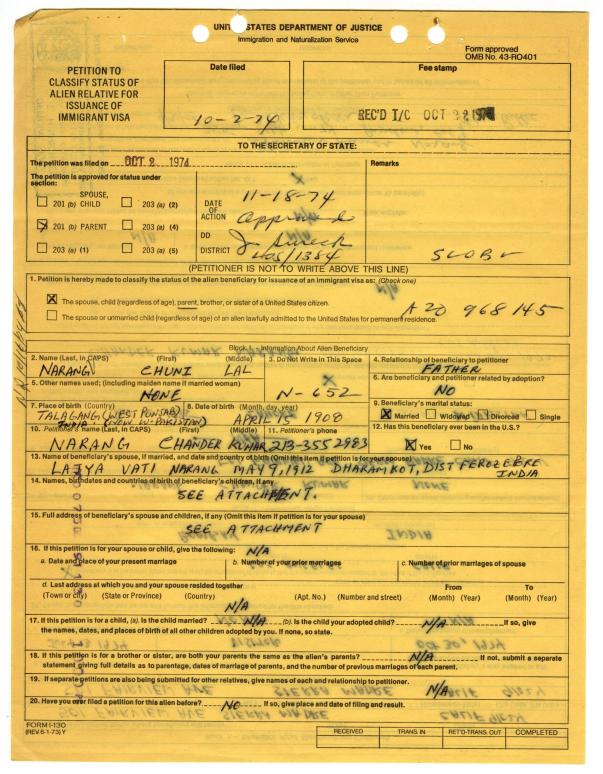 UNITED STATES DEPARTMENT OF JUSTICE
Immigration and Naturalization Service
Form approved
OMB No. 43-RO401
PETITION TO
CLASSIFY STATUS OF
ALIEN RELATIVE FOR
ISSUANCE OF
IMMIGRANT VISA
Date filed
10-2-74
Fee stamp
REC'D T/C OCT 22 1974
TO THE SECRETARY OF STATE:
The petition was filed on OCT 2 1974
Remarks
The petition is approved for status under
section:
SPOUSE,
201 (b) CHILD
203 (a) (2)
201 (b) PARENT
203 (a) (4)
203 (a) (1)
203 (a) (5)
DATE
OF
ACTION
11-18-74
Approved
DD
DISTRICT
LOS/1384
(PETITIONER IS NOT TO WRITE ABOVE THIS LINE)
1. Petition is hereby made to classify the status of the alien beneficiary for issuance of an immigrant visa as: (Check one)
The spouse, child (regardless of age), parent, brother, or sister of a United States citizen.
The spouse or unmarried child (regardless of age) of an alien lawfully admitted to the United States for permanent residence.
A20 968 145
Block I - Information About Alien Beneficiary
2. Name (Last, in CAPS) (First) (Middle)
NARANG CHUNI LAL
3. Do Not Write in This Space
N-652
4. Relationship of beneficiary to petitioner
FATHER
5. Other names used; (including maiden name if married woman)
NONE
6. Are beneficiary and petitioner related by adoption?
NO
7. Place of birth (Country)
TALAGANG (WEST PUNJAB)
INDIA. (NOW W-PAKISTAN)
8. Date of birth (Month, day, year)
APRIL 15 1908
9. Beneficiary's marital status:
Married Widowed Divorced Single
10. Petitioner's name (Last, in CAPS) (First) (Middle)
NARANG CHANDER KUMAR
11. Petitioner's phone
213-355 2983
12. Has this beneficiary ever been in the U.S.?
Yes No
13. Name of beneficiary's spouse, if married, and date and country of birth (Omit this item if petition is for your spouse)
LAJYA VATI NARANG MAY 9, 1912 DHARAMKOT, DIST FEROZEPORE
INDIA
14. Names, birthdates and countries of birth of beneficiary's children, if any
SEE ATTACHMENT.
15. Full address of beneficiary's spouse and children, if any (Omit this item if petition is for your spouse)
SEE ATTACHMENT
16. If this petition is for your spouse or child, give the following: N/A
a. Date and place of your present marriage
b. Number of your prior marriages
c. Number of prior marriages of spouse
d. Last address at which you and your spouse resided together From To
(Town or city) (State or Province) (Country) (Apt. No.) (Number and street) (Month) (Year) (Month) (Year)
N/A
17. If this petition is for a child, (a). Is the child married? N/A (b). Is the child your adopted child? N/A If so, give
the names, dates, and places of birth of all other children adopted by you. If none, so state.
18. If this petition is for a brother or sister, are both your parents the same as the alien's parents? N/A If not, submit a separate
statement giving full details as to parentage, dates of marriage of parents, and the number of previous marriages of each parent.
19. If separate petitions are also being submitted for other relatives, give names of each and relationship to petitioner.
N/A
20. Have you ever filed a petition for this alien before? NO If so, give place and date of filing and result.
FORM I-130
(REV. 6-1-73) Y
RECEIVED
TRANS. IN
RET'D-TRANS. OUT
COMPLETED